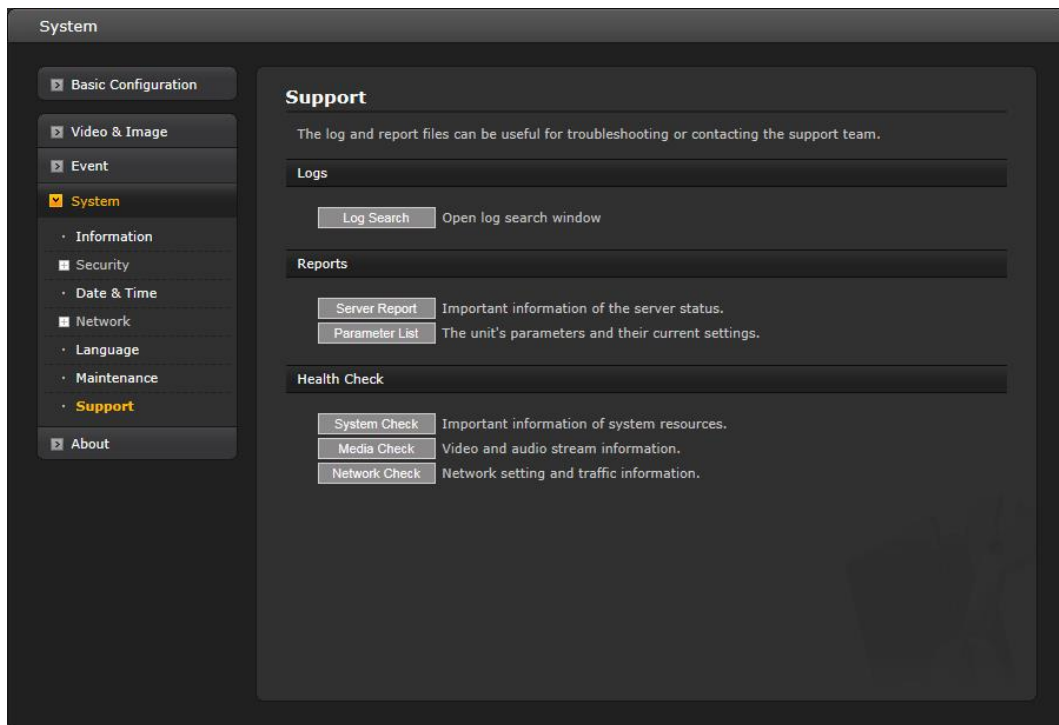 System
Basic Configuration
Video & Image
Event
System
Information
Security
Date & Time
Network
Language
Maintenance
Support
About
Support
The log and report files can be useful for troubleshooting or contacting the support team.
Logs
Log Search Open log search window
Reports
Server Report Important information of the server status.
Parameter List The unit's parameters and their current settings.
Health Check
System Check Important information of system resources.
Media Check Video and audio stream information.
Network Check Network setting and traffic information.